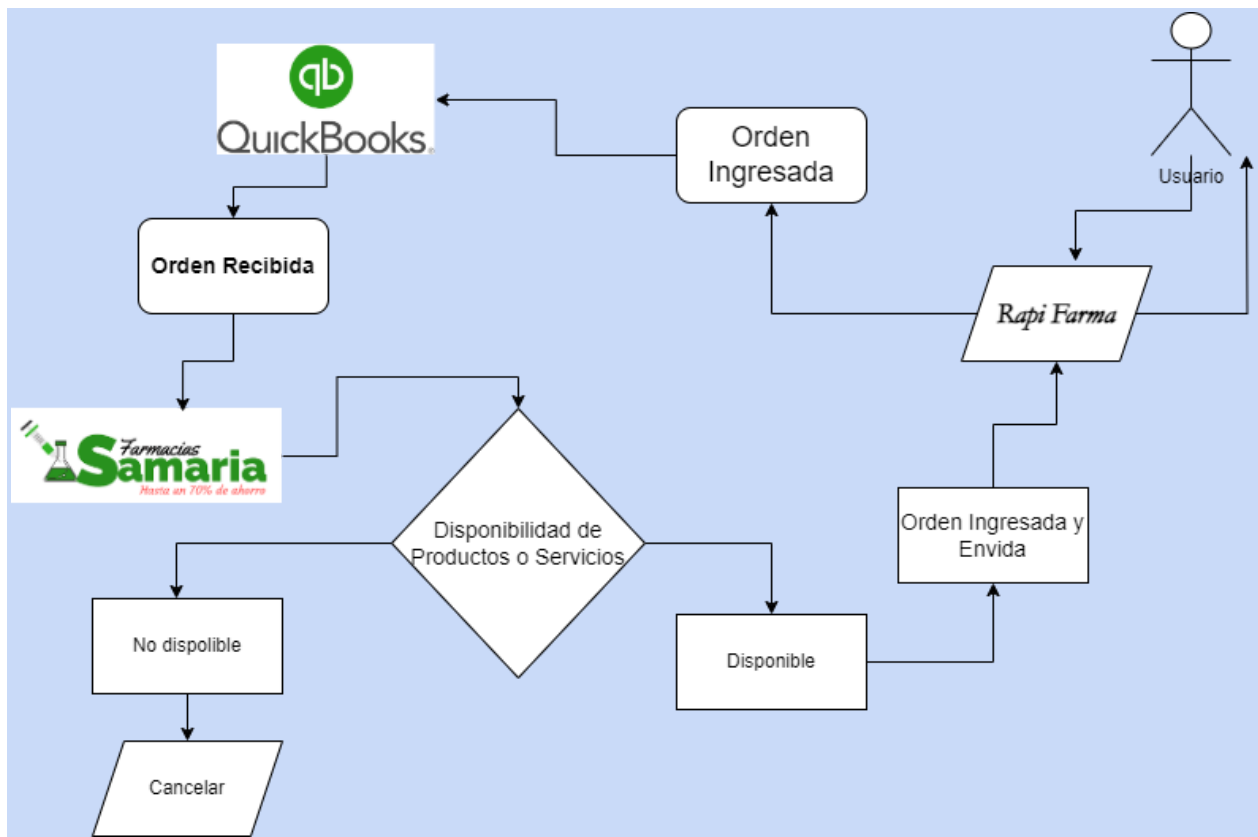 qb
QuickBooks
Orden
Ingresada
Usuario
Orden Recibida
Rapi Farma
Farmacias
Samaria
Hasta un 70% de ahorro
Disponibilidad de
Productos o Servicios
Orden Ingresada y
Envida
No dispolible
Disponible
Cancelar